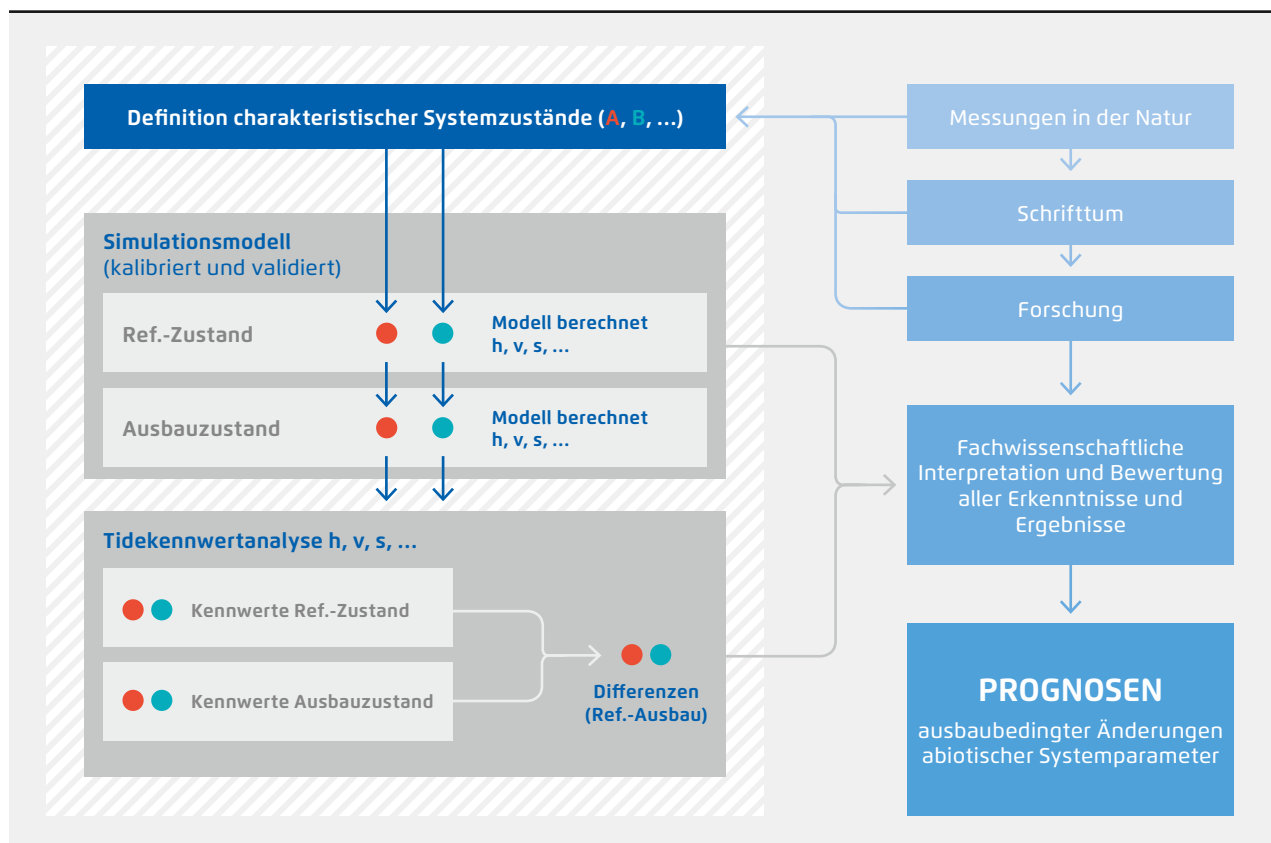 Definition charakteristischer Systemzustände (A, B, ...)
Simulationsmodell
(kalibriert und validiert)
Ref.-Zustand
Modell berechnet
h, v, s, ...
Ausbauzustand
Modell berechnet
h, v, s, ...
Tidekennwertanalyse h, v, s, ...
Kennwerte Ref.-Zustand
Kennwerte Ausbauzustand
Differenzen
(Ref.-Ausbau)
Messungen in der Natur
Schrifttum
Forschung
Fachwissenschaftliche
Interpretation und Bewertung
aller Erkenntnisse und
Ergebnisse
PROGNOSEN
ausbaubedingter Änderungen
abiotischer Systemparameter